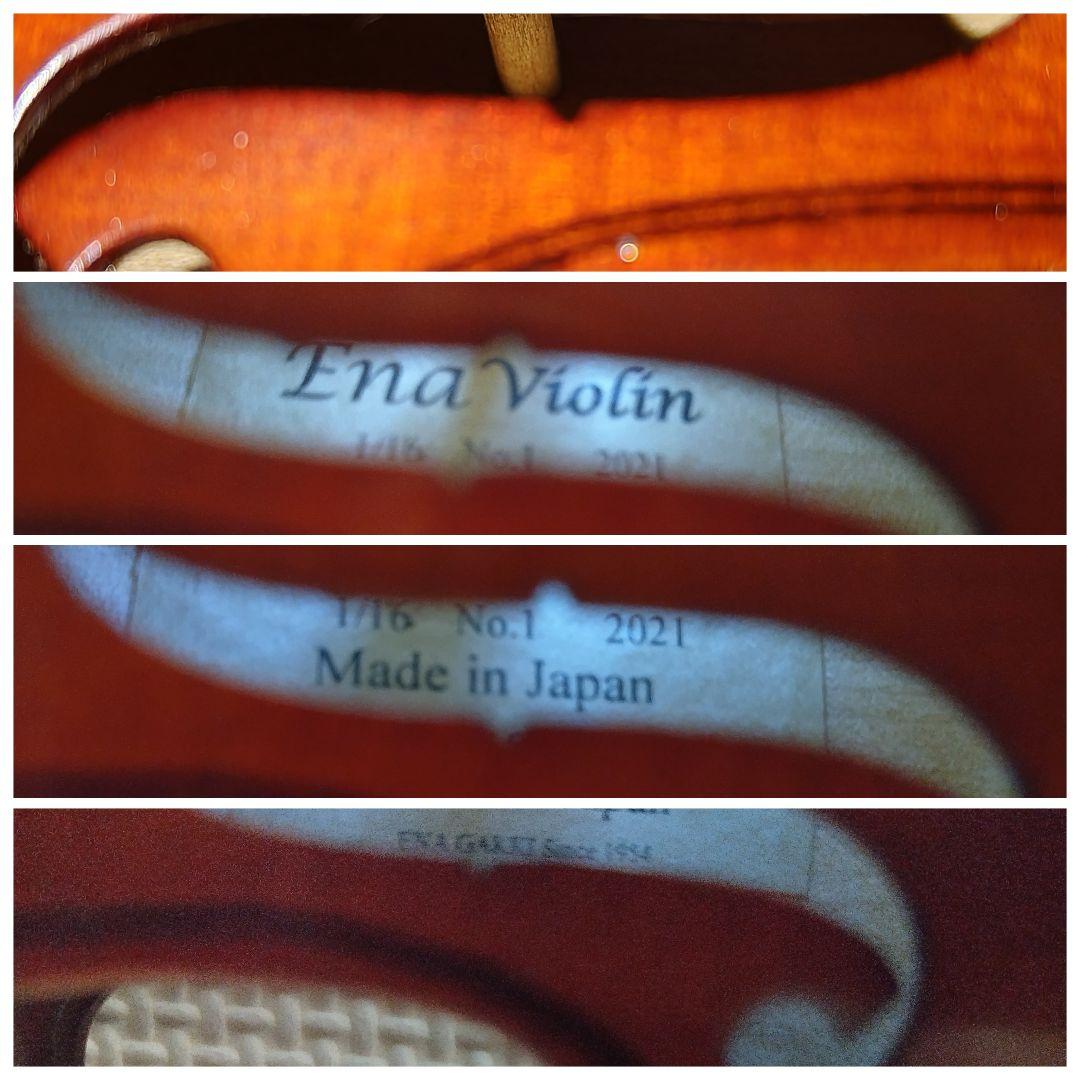 Ena Violin
1/16 No.1 2021
1/16 No.1 2021
Made in Japan
pan
ENA GAKKI Since 1954